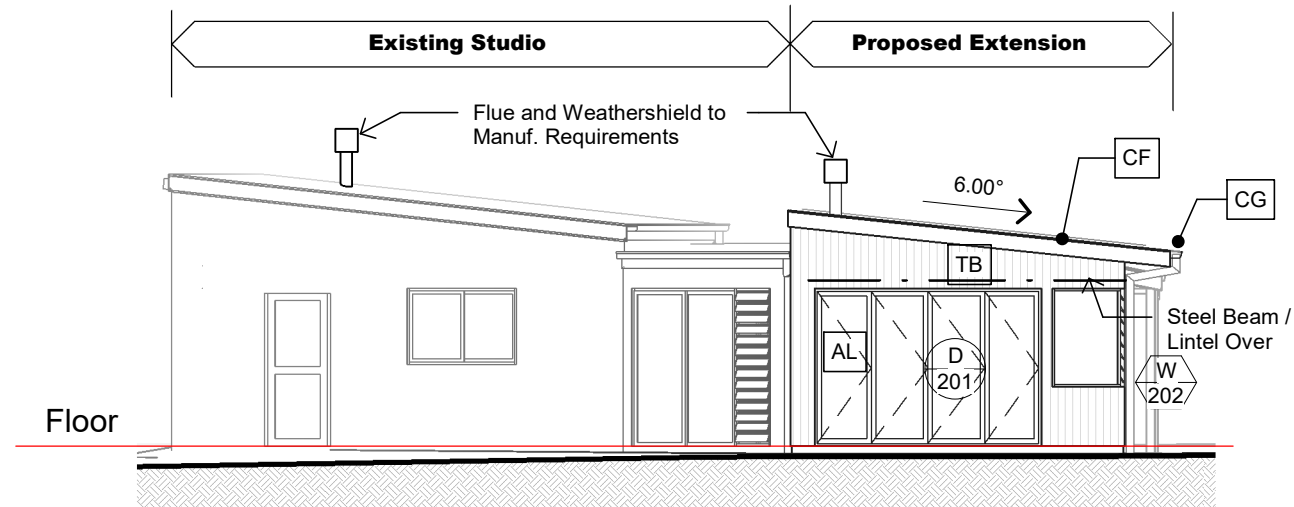 Existing Studio
Proposed Extension
Flue and Weathershield to
Manuf. Requirements
CF
6.00°
CG
TB
Steel Beam /
Lintel Over
AL
D
201
W
202
Floor